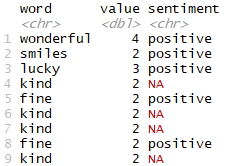 word value sentiment
<chr> <dbl> <chr>
1 wonderful 4 positive
2 smiles 2 positive
3 lucky 3 positive
4 kind 2 NA
5 fine 2 positive
6 kind 2 NA
7 kind 2 NA
8 fine 2 positive
9 kind 2 NA